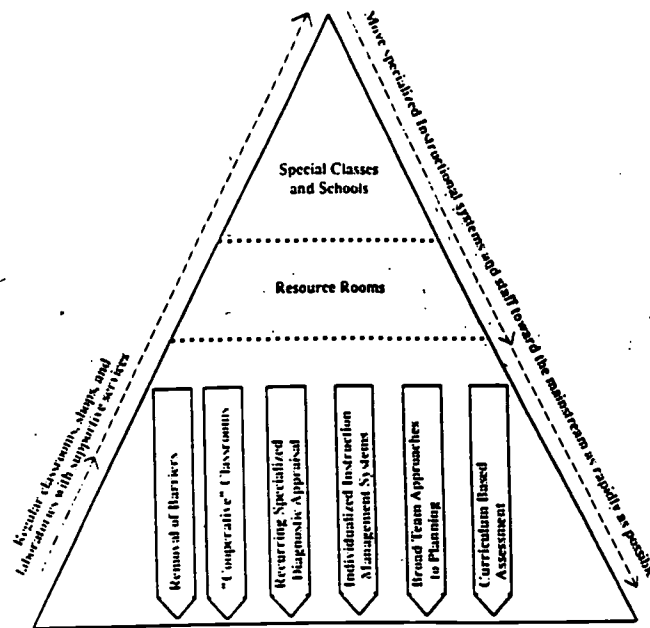 Special Classes
and Schools
Resource Rooms
Regular classrooms, shops, and
laboratories with supportive services
Move specialized instructional systems and staff toward the mainstream as rapidly as possible
Removal of Barriers
"Cooperative" Classrooms
Recurring Specialized
Diagnostic Appraisal
Individualized Instruction
Management Systems
Broad Team Approaches
to Planning
Curriculum Based
Assessment